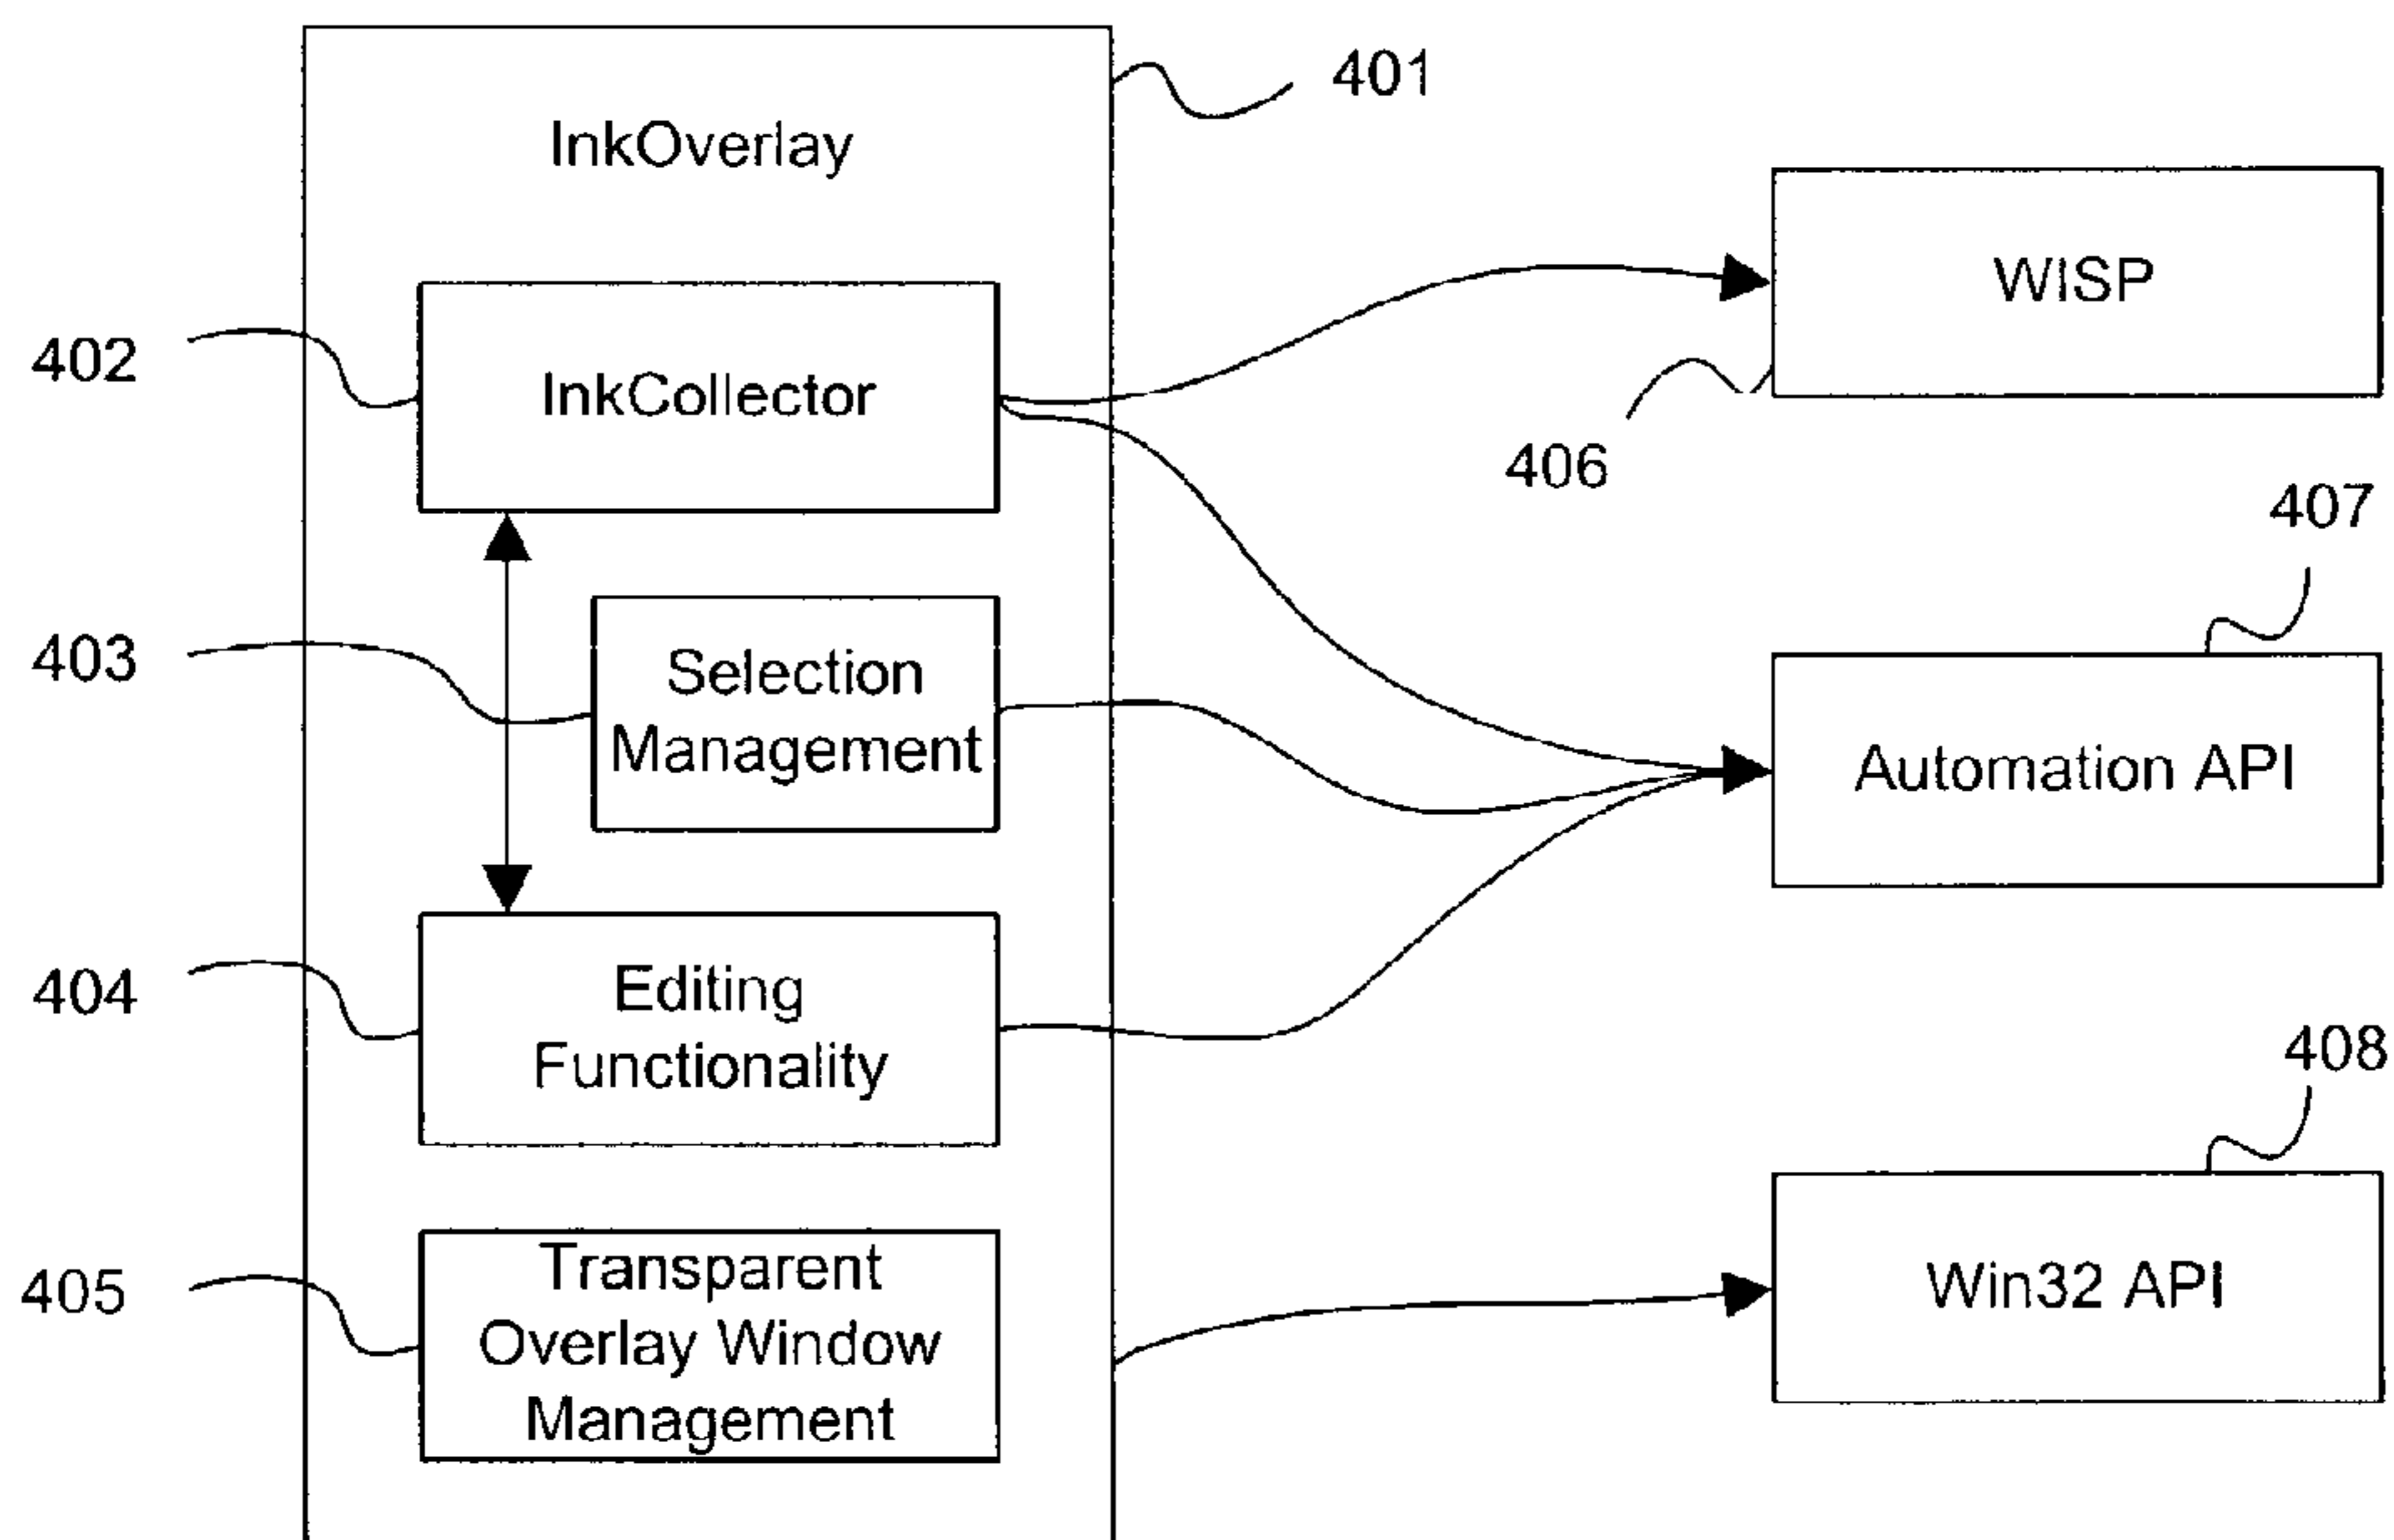 401
InkOverlay
WISP
402
InkCollector
406
407
403
Selection
Management
Automation API
404
Editing
Functionality
408
405
Transparent
Overlay Window
Management
Win32 API